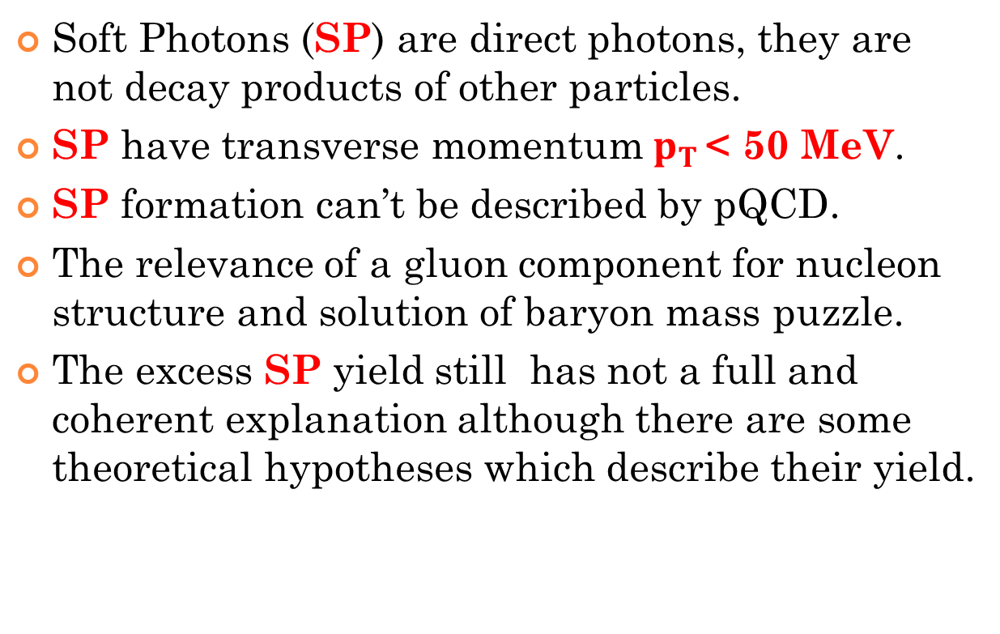 Soft Photons (SP) are direct photons, they are
not decay products of other particles.
SP have transverse momentum pT < 50 MeV.
SP formation can’t be described by pQCD.
The relevance of a gluon component for nucleon
structure and solution of baryon mass puzzle.
The excess SP yield still  has not a full and
coherent explanation although there are some
theoretical hypotheses which describe their yield.